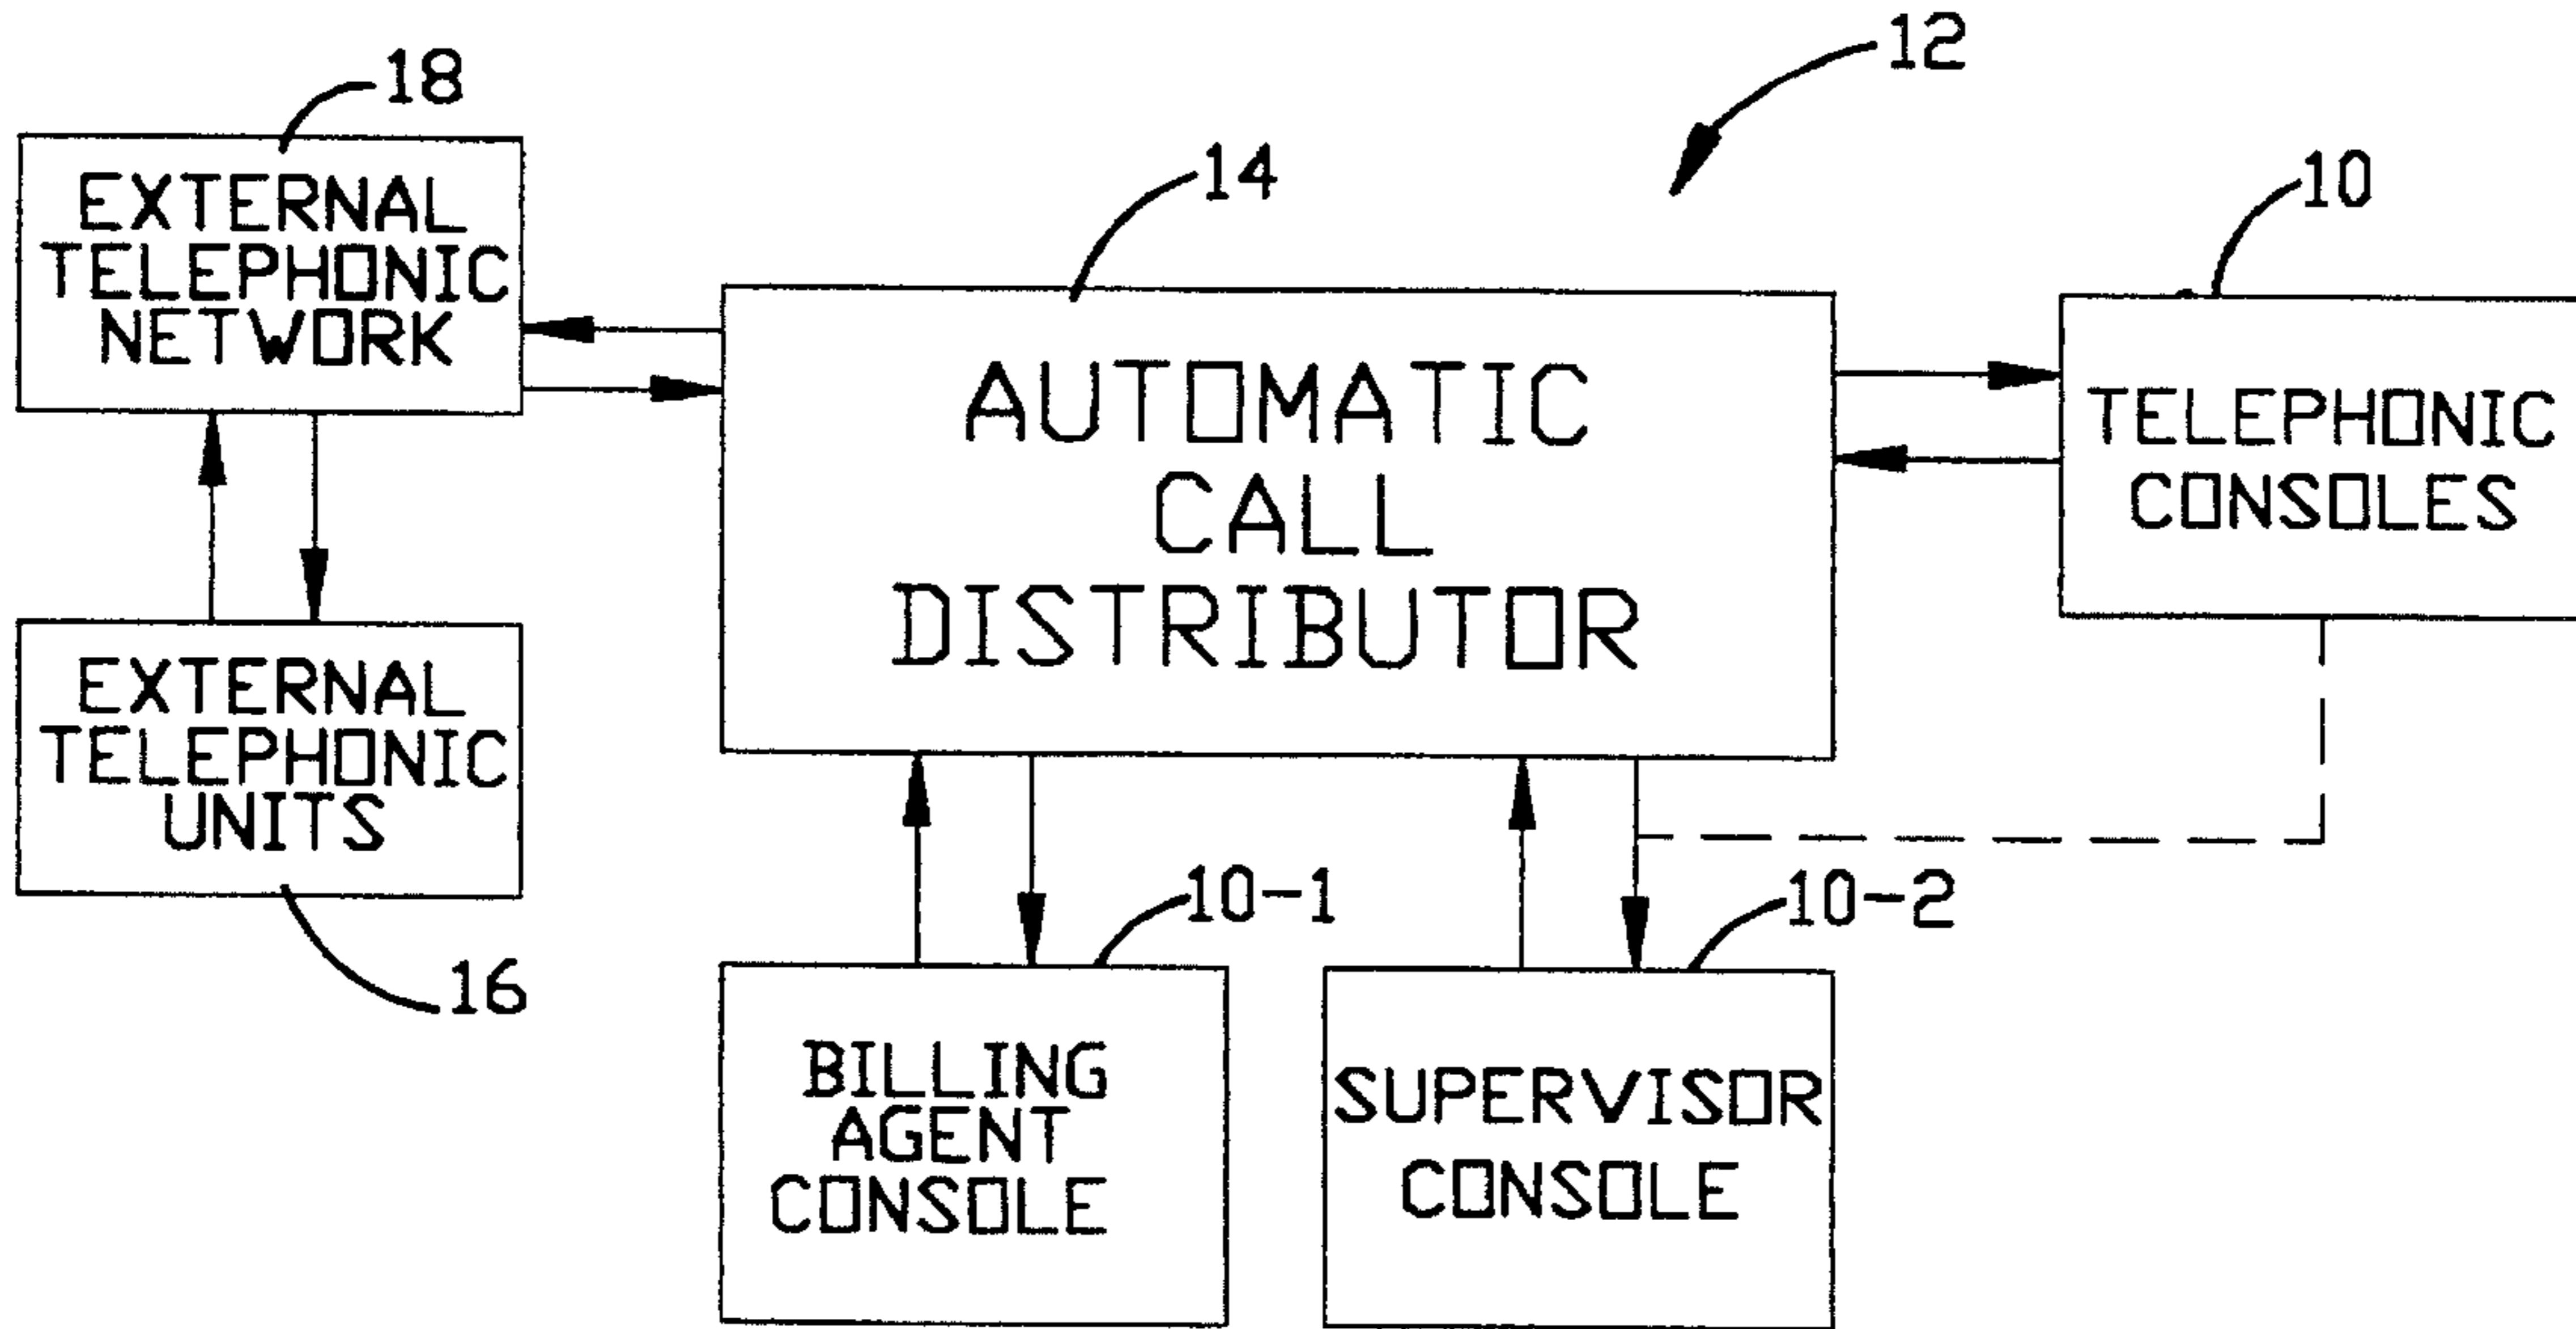 12
18
EXTERNAL
TELEPHONIC
NETWORK
14
AUTOMATIC
CALL
DISTRIBUTOR
10
TELEPHONIC
CONSOLES
EXTERNAL
TELEPHONIC
UNITS
16
10-1
BILLING
AGENT
CONSOLE
10-2
SUPERVISOR
CONSOLE